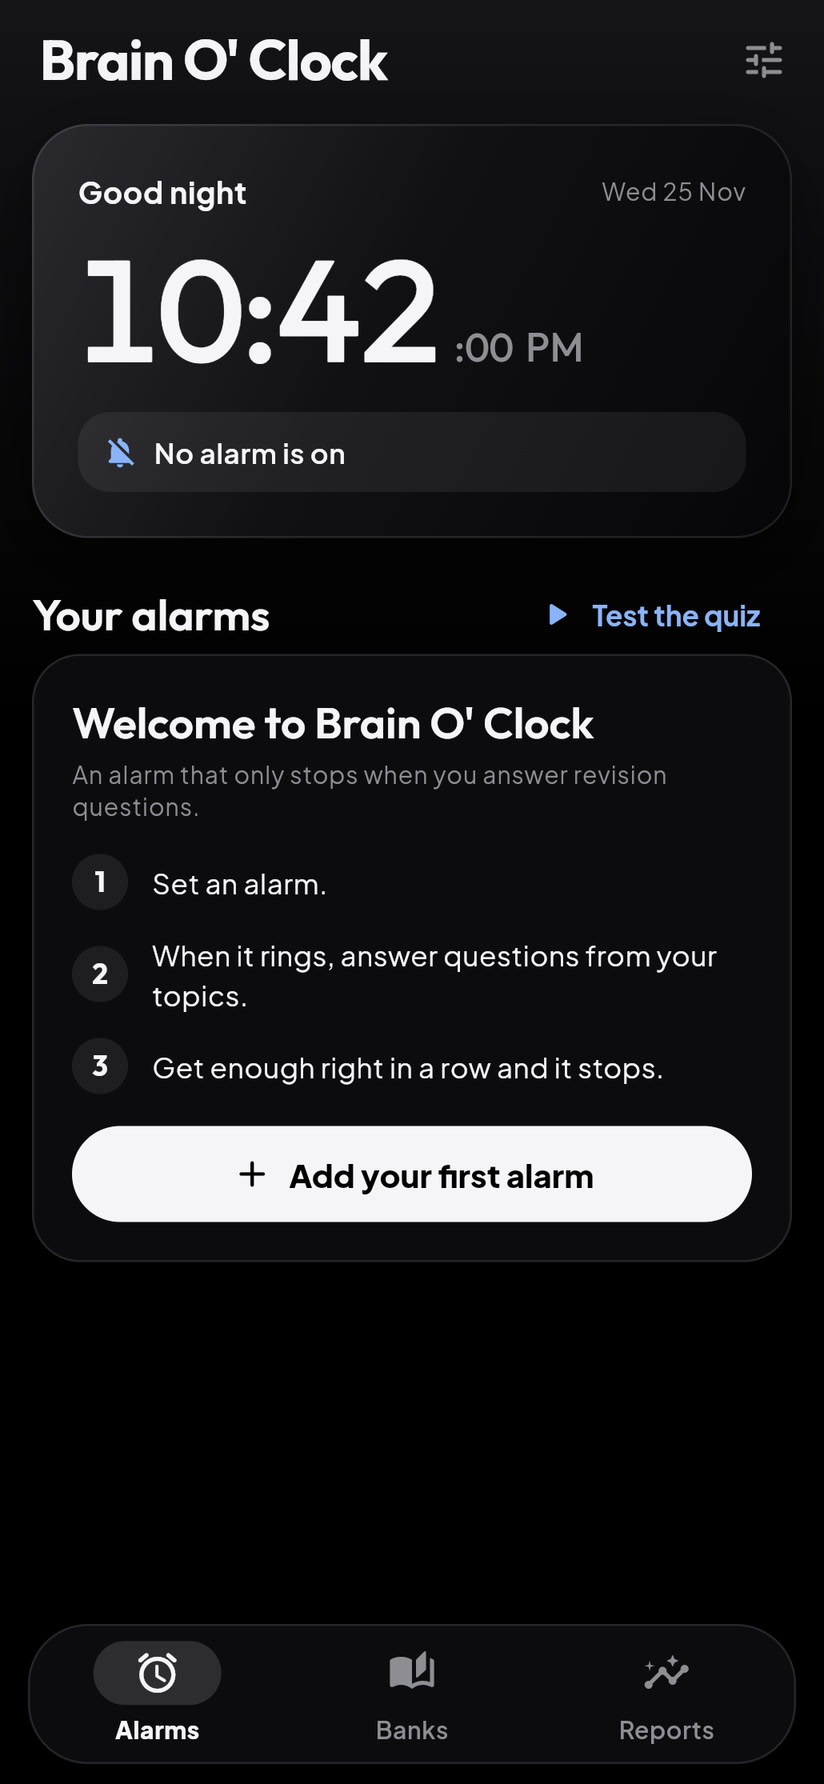 Brain O' Clock
Good night
Wed 25 Nov
10:42 :00 PM
No alarm is on
Your alarms
Test the quiz
Welcome to Brain O' Clock
An alarm that only stops when you answer revision
questions.
1 Set an alarm.
2 When it rings, answer questions from your
topics.
3 Get enough right in a row and it stops.
+ Add your first alarm
Alarms
Banks
Reports